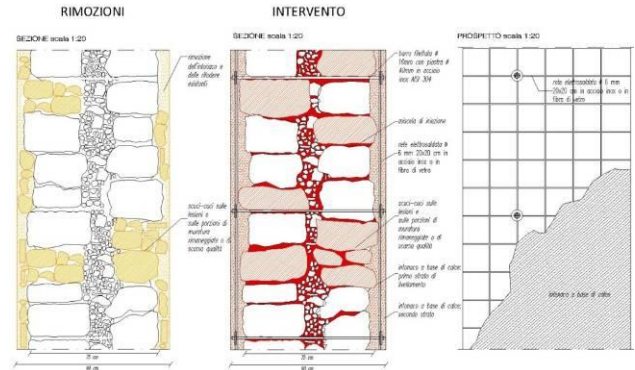 RIMOZIONI
SEZIONE scala 1:20
rimozione
dell'intonaco e
delle ritadere
esistenti
scuci-cuci sulle
lesioni e
sulle porzioni di
muratura
rimaneggiate o di
scarsa qualità
INTERVENTO
SEZIONE scala 1:20
barra filettata #
16mm con piastra #
in acciaio
inox AISI 304
miscela di iniezione
rete elettrosaldata #
6 mm 20x20 cm in
acciaio inox o in
fibra di vetro
scuci-cuci sulle
lesioni e
sulle porzioni di
muratura
rimaneggiate o di
scarsa qualità
intonaco a base di calce:
primo strato di
livellamento
intonaco a base di calce:
secondo strato
PROSPETTO scala 1:20
rete elettrosaldata # 6 mm
20x20 cm in acciaio inox o in
fibra di vetro
intonaco a base di calce